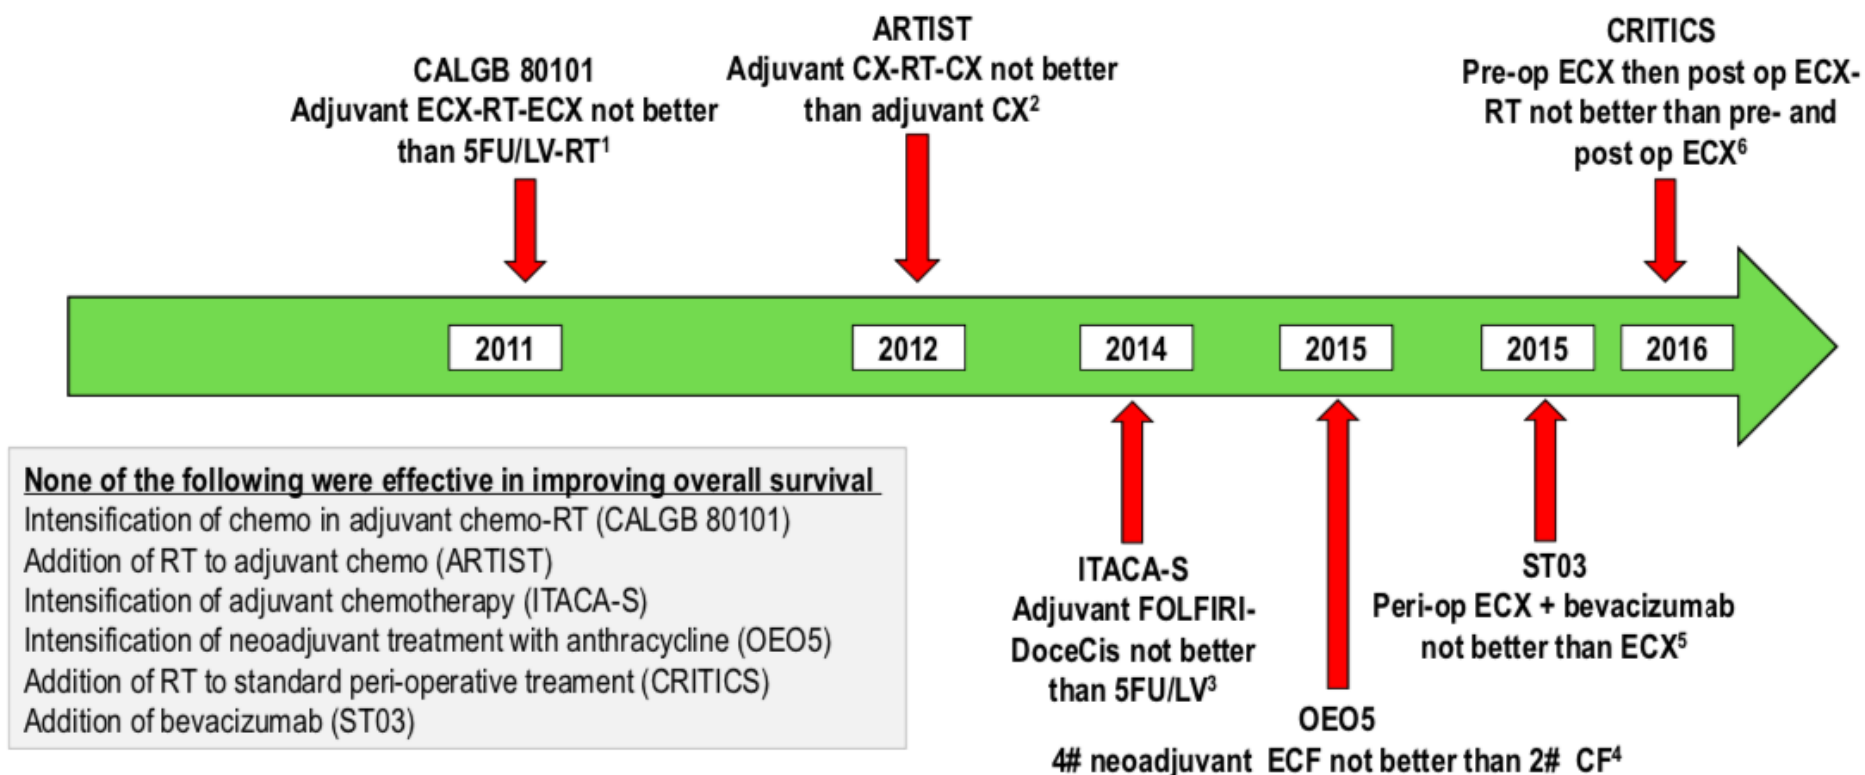 CALGB 80101
Adjuvant ECX-RT-ECX not better
than 5FU/LV-RT¹
ARTIST
Adjuvant CX-RT-CX not better
than adjuvant CX²
CRITICS
Pre-op ECX then post op ECX-
RT not better than pre- and
post op ECX⁶
2011
2012
2014
2015
2015
2016
None of the following were effective in improving overall survival
Intensification of chemo in adjuvant chemo-RT (CALGB 80101)
Addition of RT to adjuvant chemo (ARTIST)
Intensification of adjuvant chemotherapy (ITACA-S)
Intensification of neoadjuvant treatment with anthracycline (OEO5)
Addition of RT to standard peri-operative treament (CRITICS)
Addition of bevacizumab (ST03)
ITACA-S
Adjuvant FOLFIRI-
DoceCis not better
than 5FU/LV³
OEO5
4# neoadjuvant ECF not better than 2# CF⁴
ST03
Peri-op ECX + bevacizumab
not better than ECX⁵